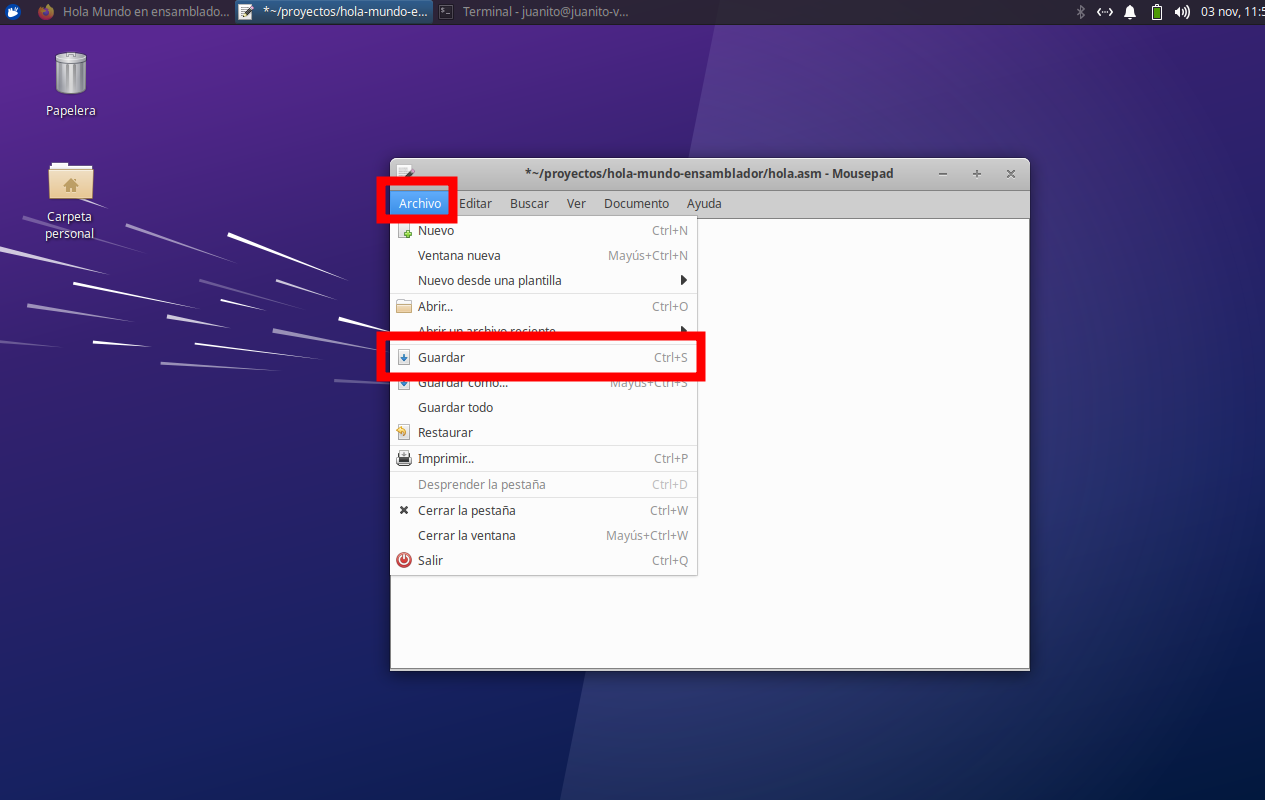 Hola Mundo en ensamblado...
*~/proyectos/hola-mundo-e...
Terminal - juanito@juanito-v...
03 nov, 11:5
Papelera
Carpeta
personal
*~/proyectos/hola-mundo-ensamblador/hola.asm - Mousepad
Archivo Editar Buscar Ver Documento Ayuda
Nuevo Ctrl+N
Ventana nueva Mayús+Ctrl+N
Nuevo desde una plantilla
Abrir... Ctrl+O
Abrir un archivo reciente
Guardar Ctrl+S
Guardar como... Mayús+Ctrl+S
Guardar todo
Restaurar
Imprimir... Ctrl+P
Desprender la pestaña Ctrl+D
Cerrar la pestaña Ctrl+W
Cerrar la ventana Mayús+Ctrl+W
Salir Ctrl+Q